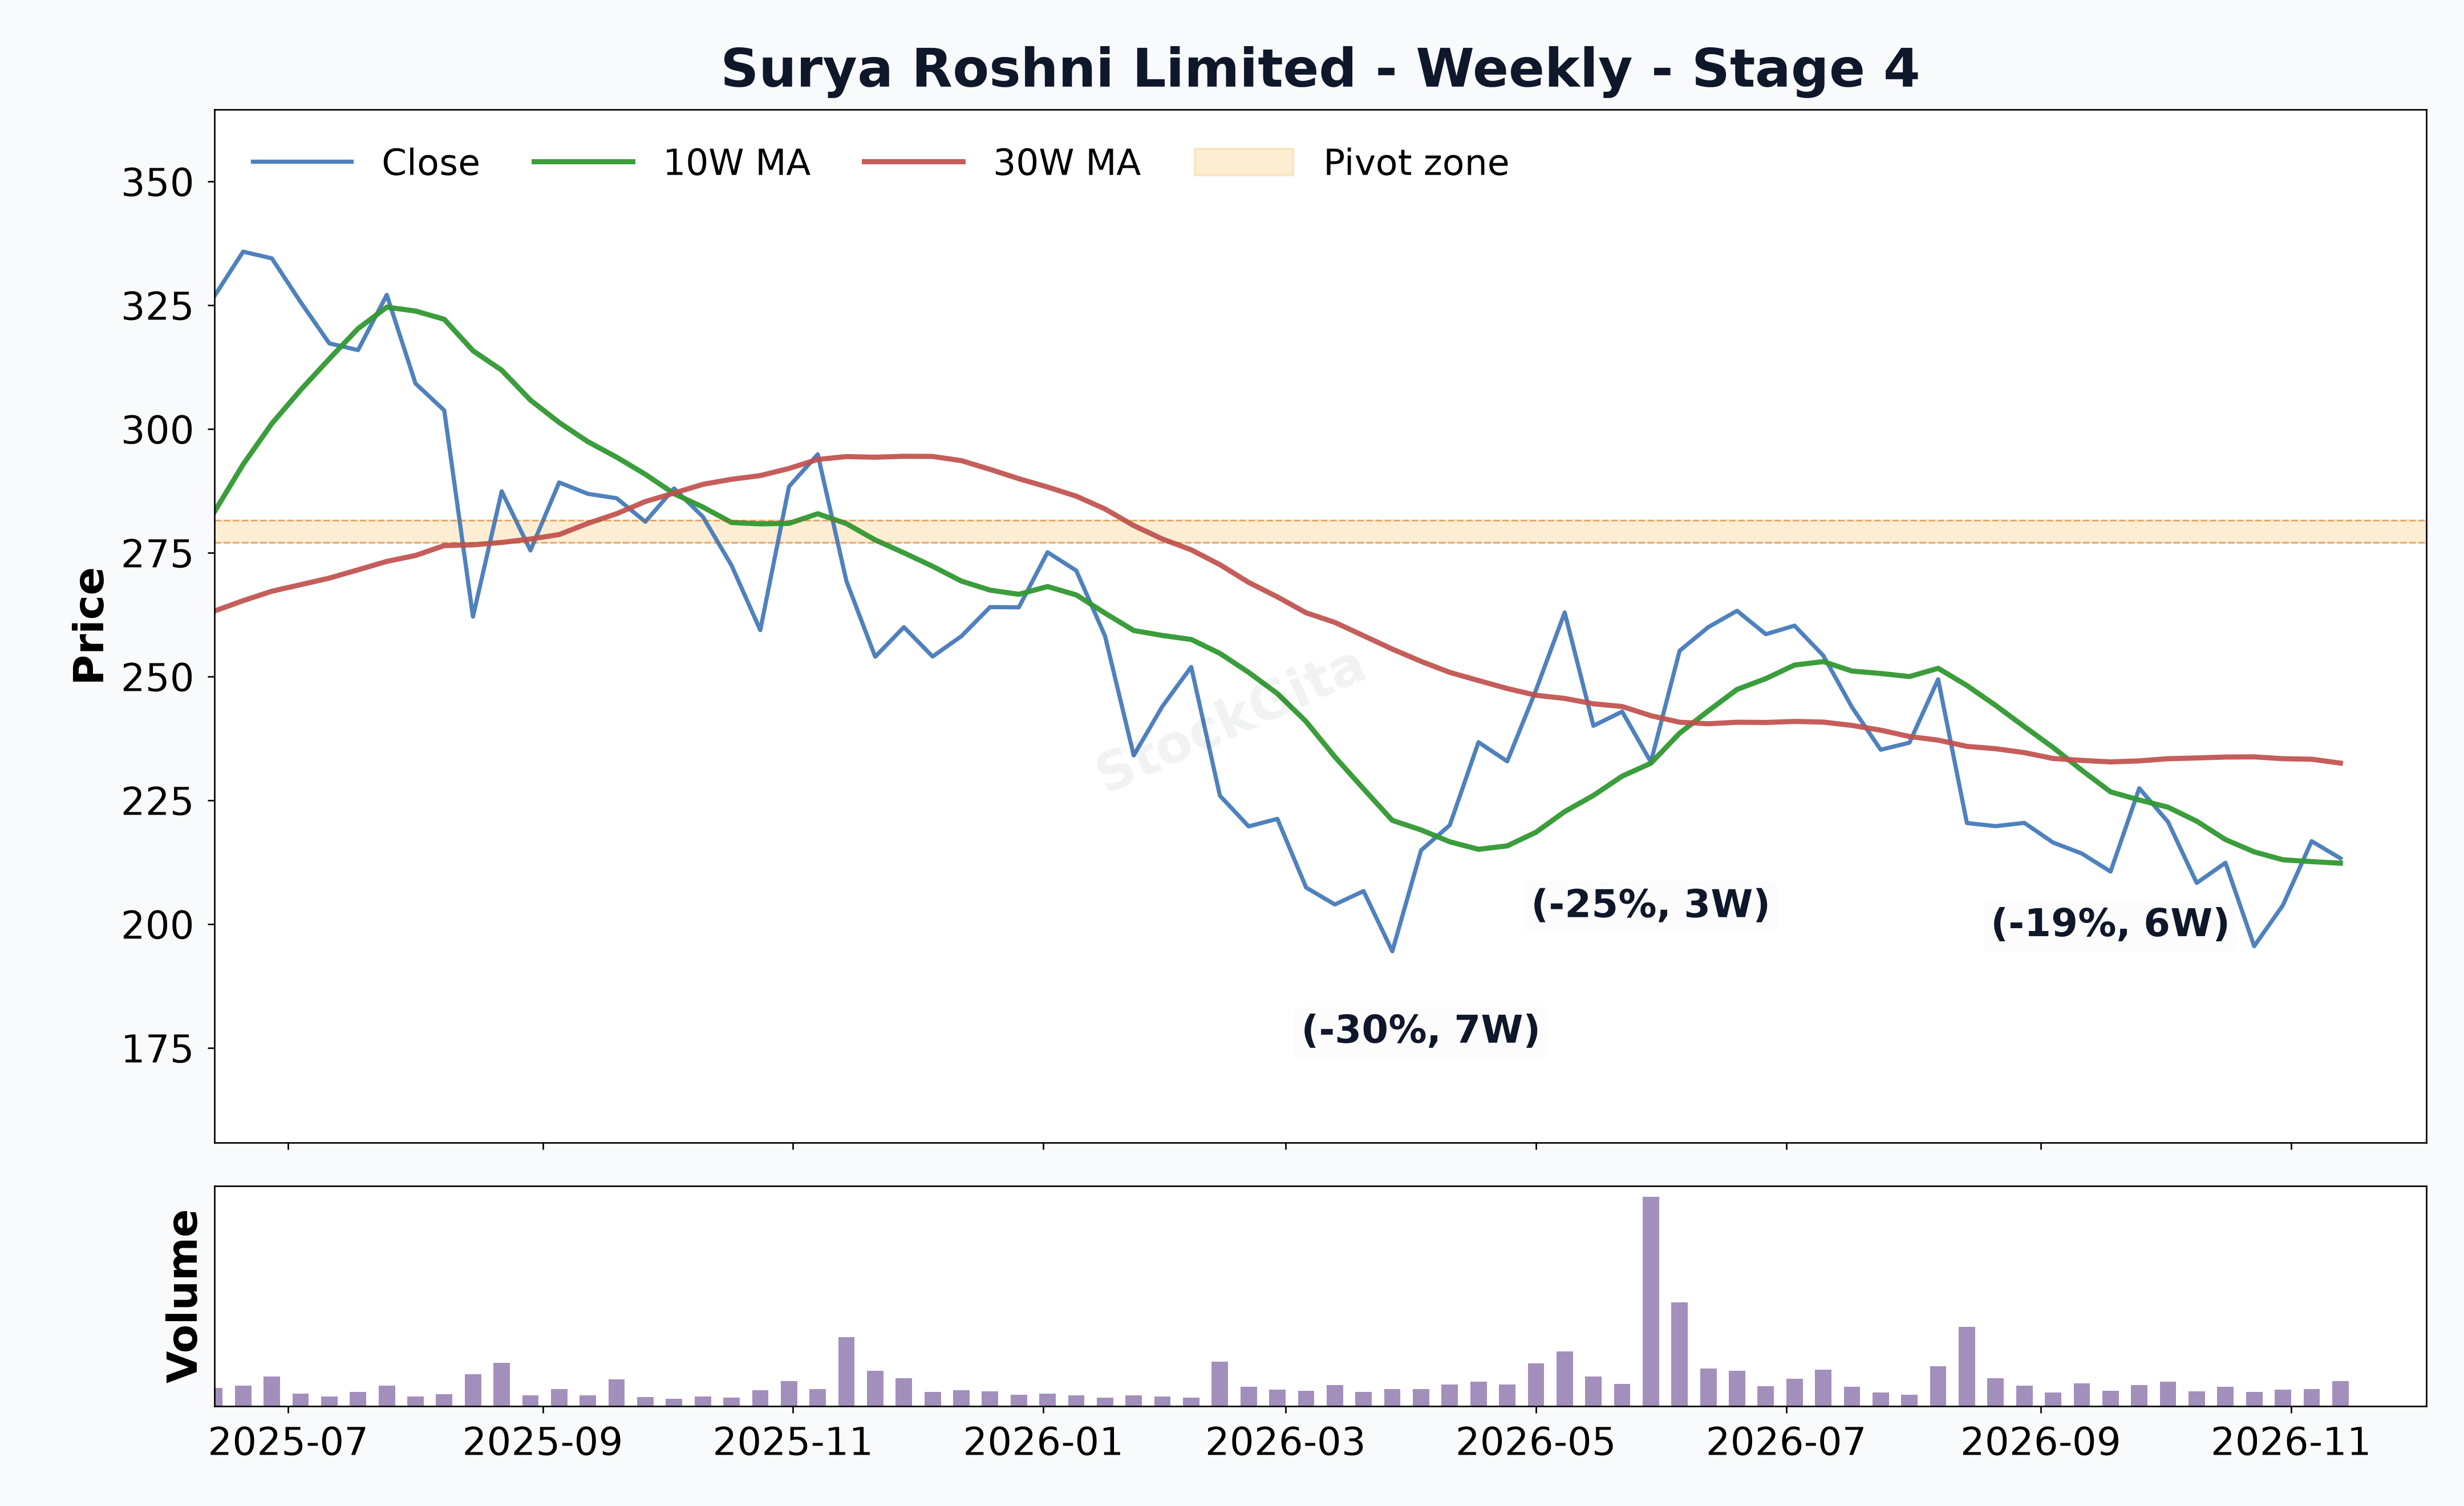 Surya Roshni Limited - Weekly - Stage 4
Close 10W MA 30W MA Pivot zone
350
325
300
275
250
225
200
175
Price
StockGita
(-25%, 3W)
(-19%, 6W)
(-30%, 7W)
Volume
2025-07 2025-09 2025-11 2026-01 2026-03 2026-05 2026-07 2026-09 2026-11